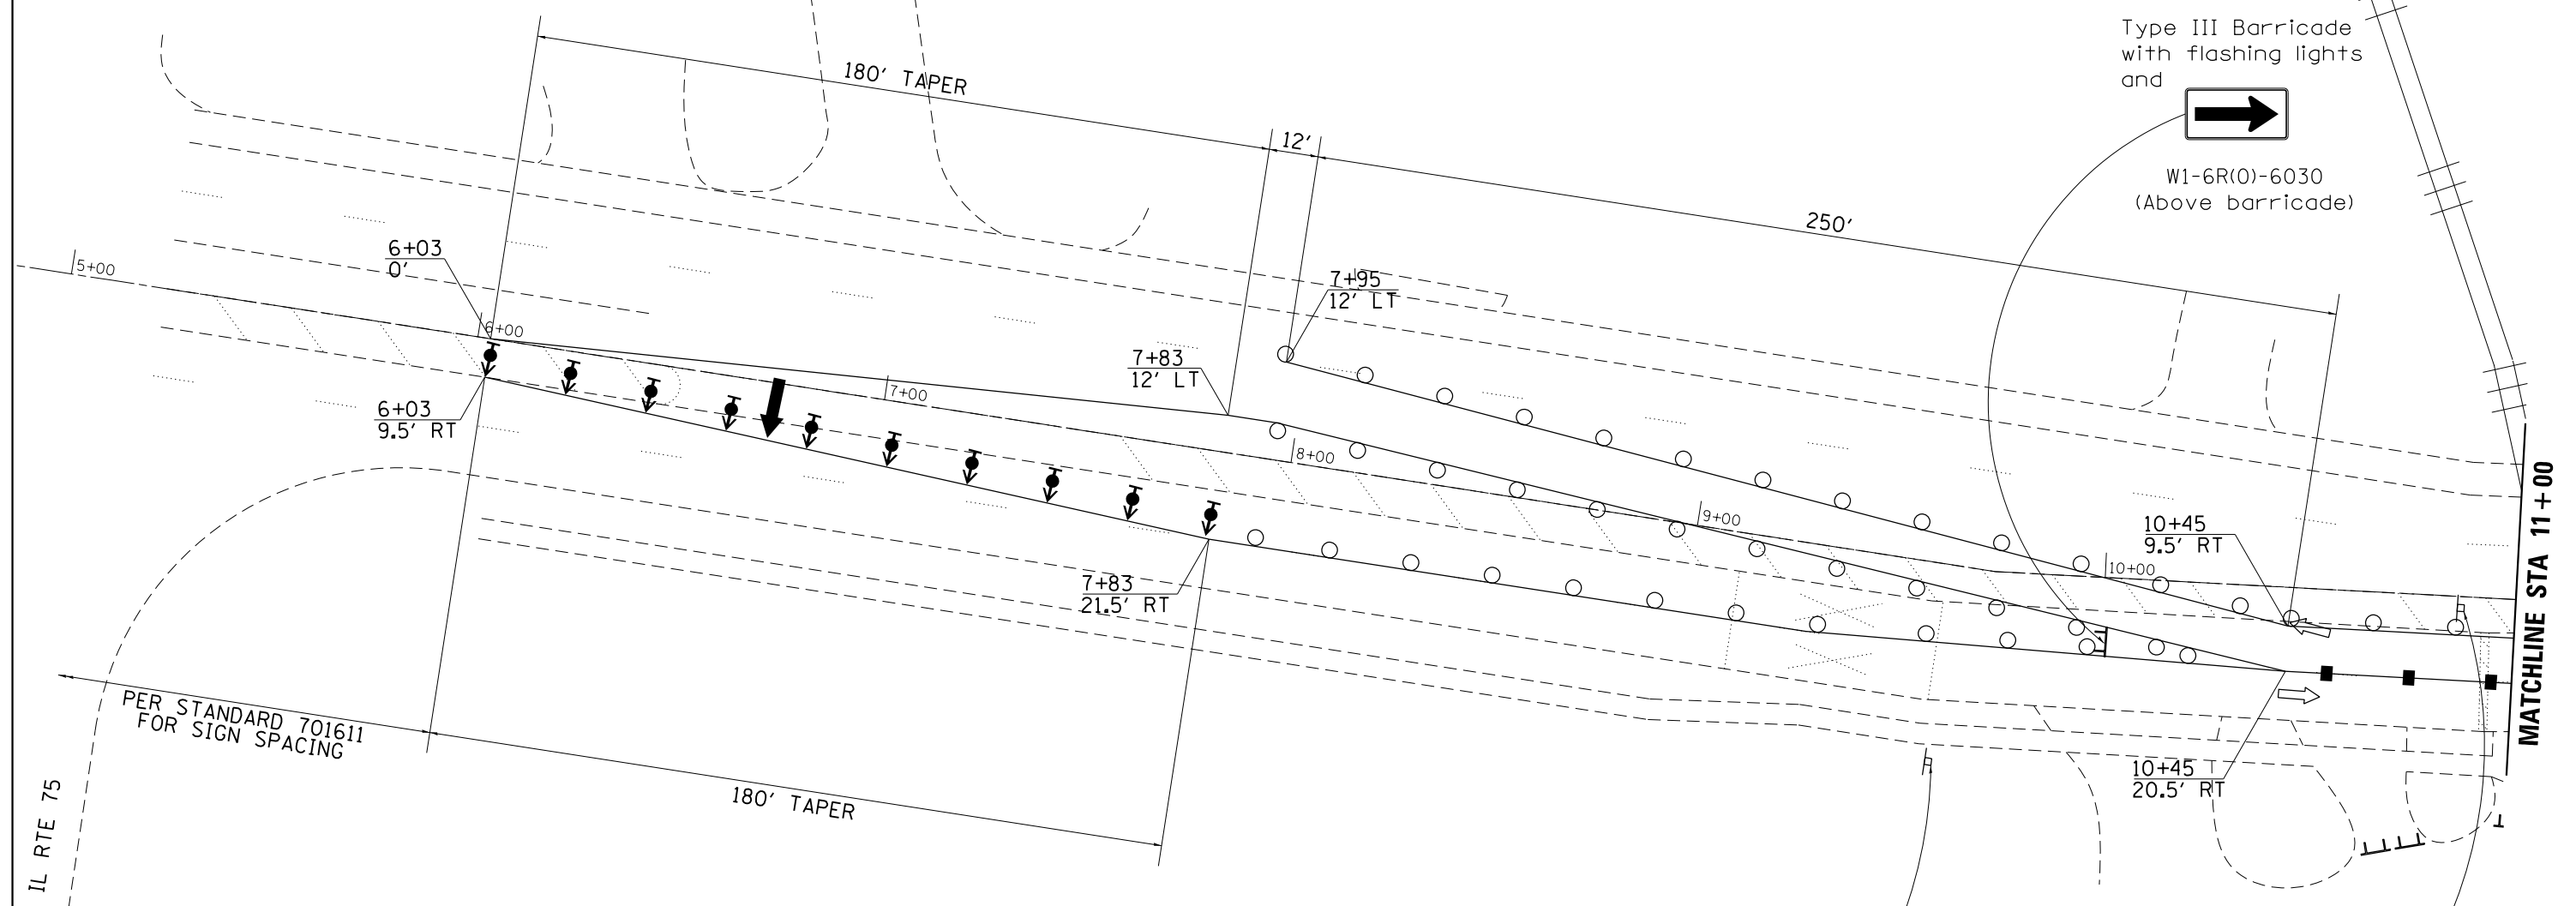 Type III Barricade
with flashing lights
and
W1-6R(O)-6030
(Above barricade)
180' TAPER
12'
250'
6+03
0'
5+00
6+00
7+95
12' LT
7+83
12' LT
7+00
6+03
9.5' RT
8+00
9+00
10+45
9.5' RT
10+00
7+83
21.5' RT
MATCHLINE STA 11+00
PER STANDARD 701611
FOR SIGN SPACING
180' TAPER
10+45
20.5' RT
IL RTE 75